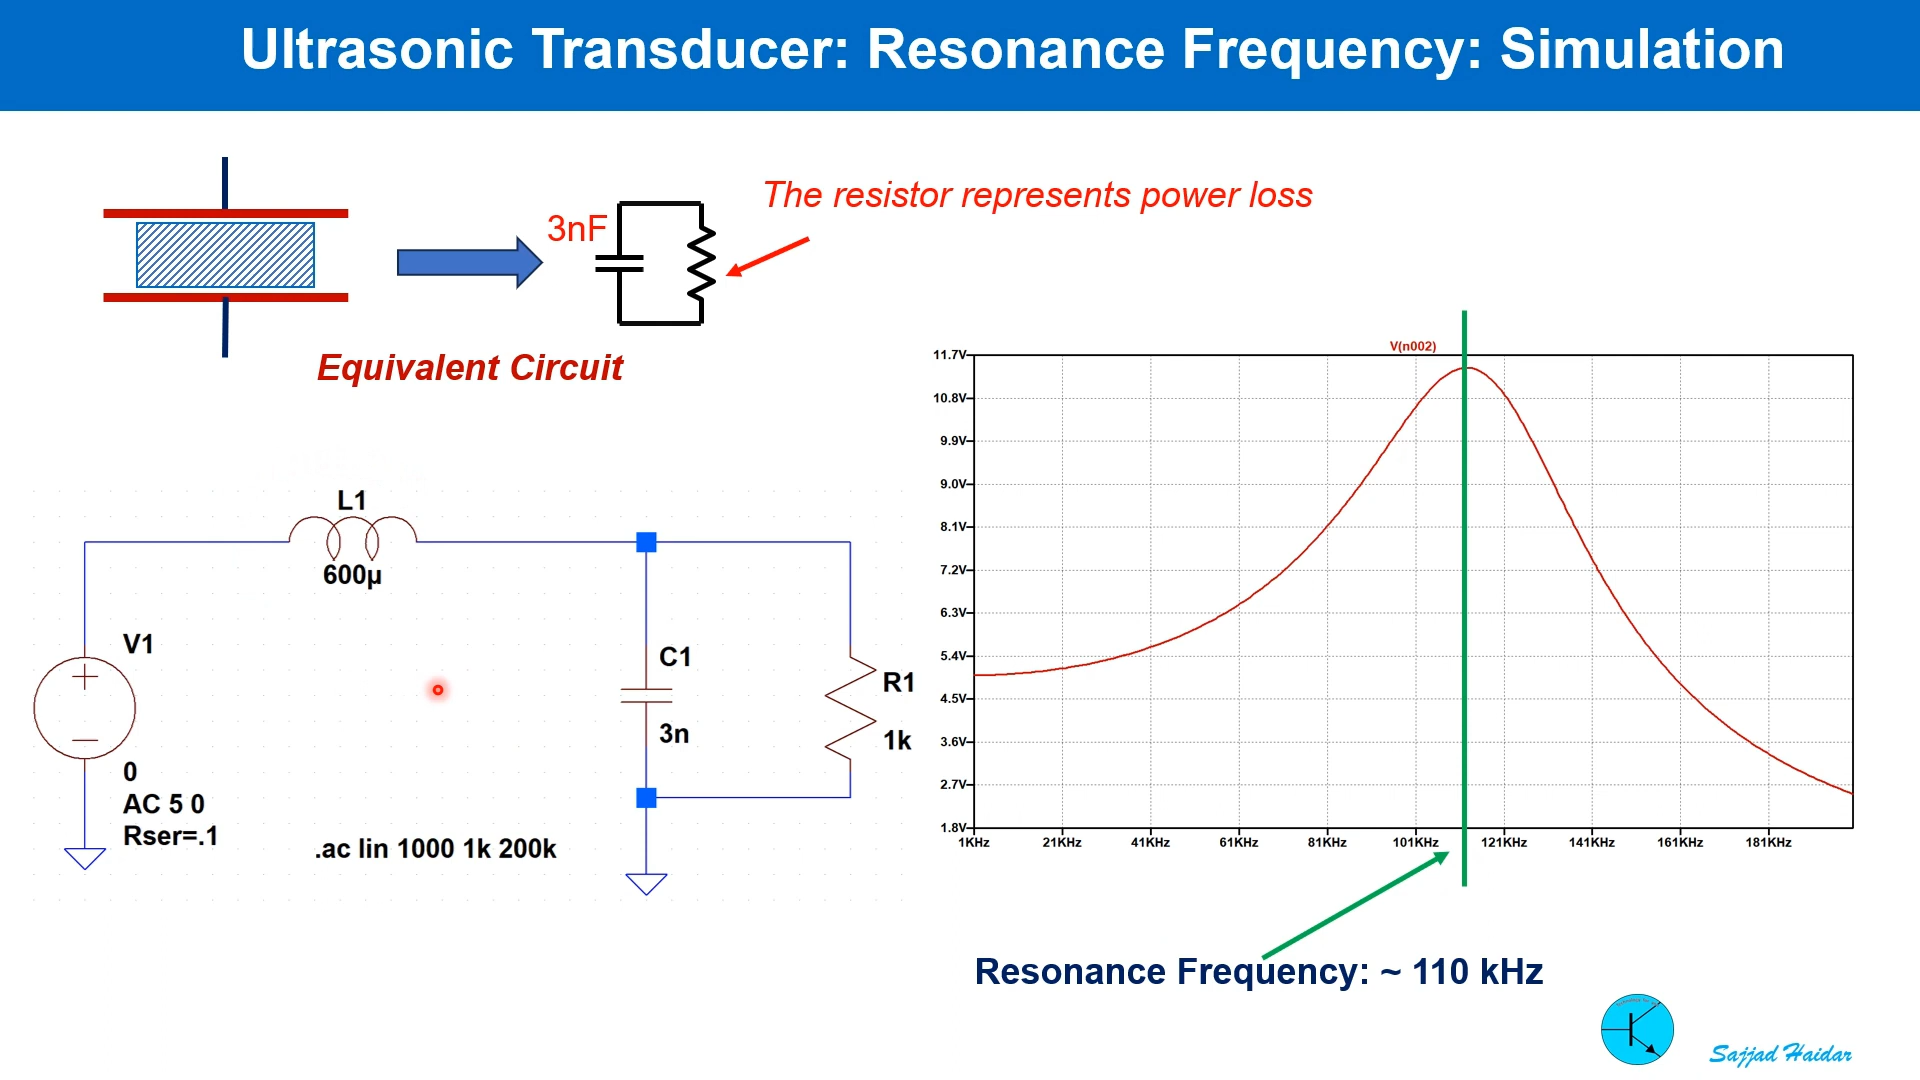 Ultrasonic Transducer: Resonance Frequency: Simulation
The resistor represents power loss
3nF
Equivalent Circuit
L1
600µ
V1
0
AC 5 0
Rser=.1
C1
3n
R1
1k
.ac lin 1000 1k 200k
V(n002)
11.7V
10.8V
9.9V
9.0V
8.1V
7.2V
6.3V
5.4V
4.5V
3.6V
2.7V
1.8V
1KHz 21KHz 41KHz 61KHz 81KHz 101KHz 121KHz 141KHz 161KHz 181KHz
Resonance Frequency: ~ 110 kHz
Sajjad Haidar